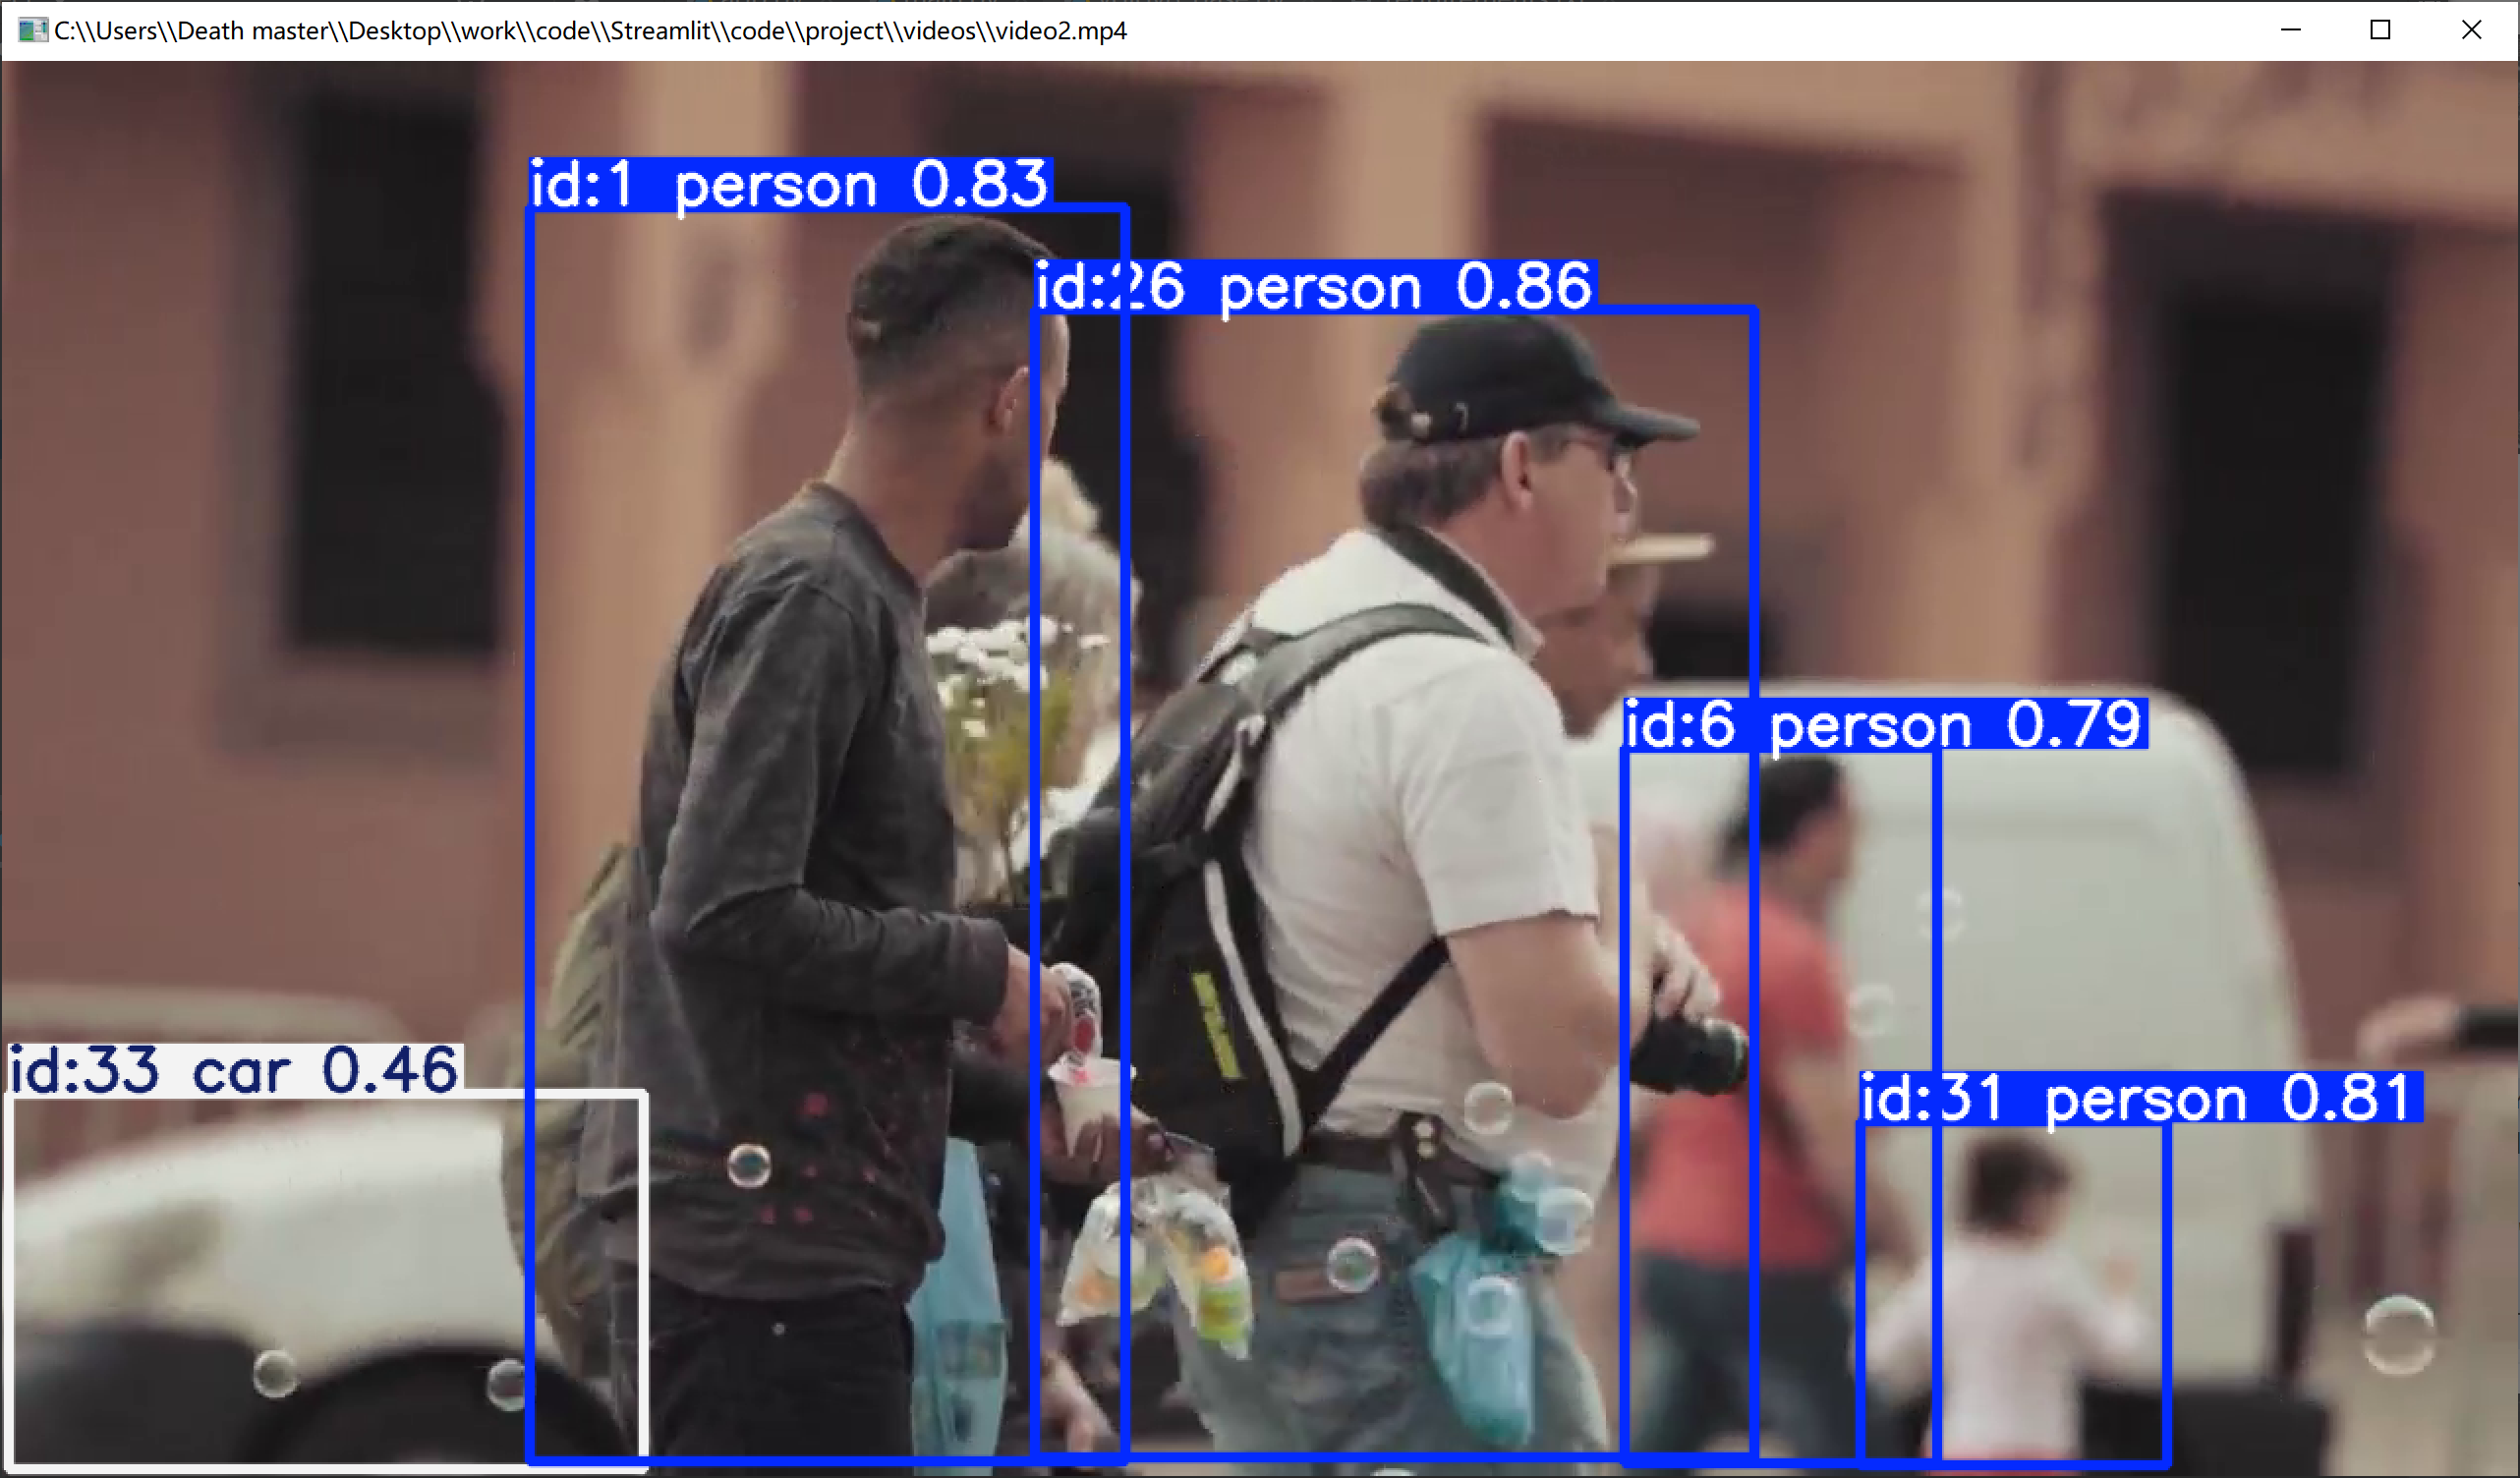 C:\\Users\\Death master\\Desktop\\work\\code\\Streamlit\\code\\project\\videos\\video2.mp4
id:1 person 0.83
id:26 person 0.86
id:6 person 0.79
id:33 car 0.46
id:31 person 0.81